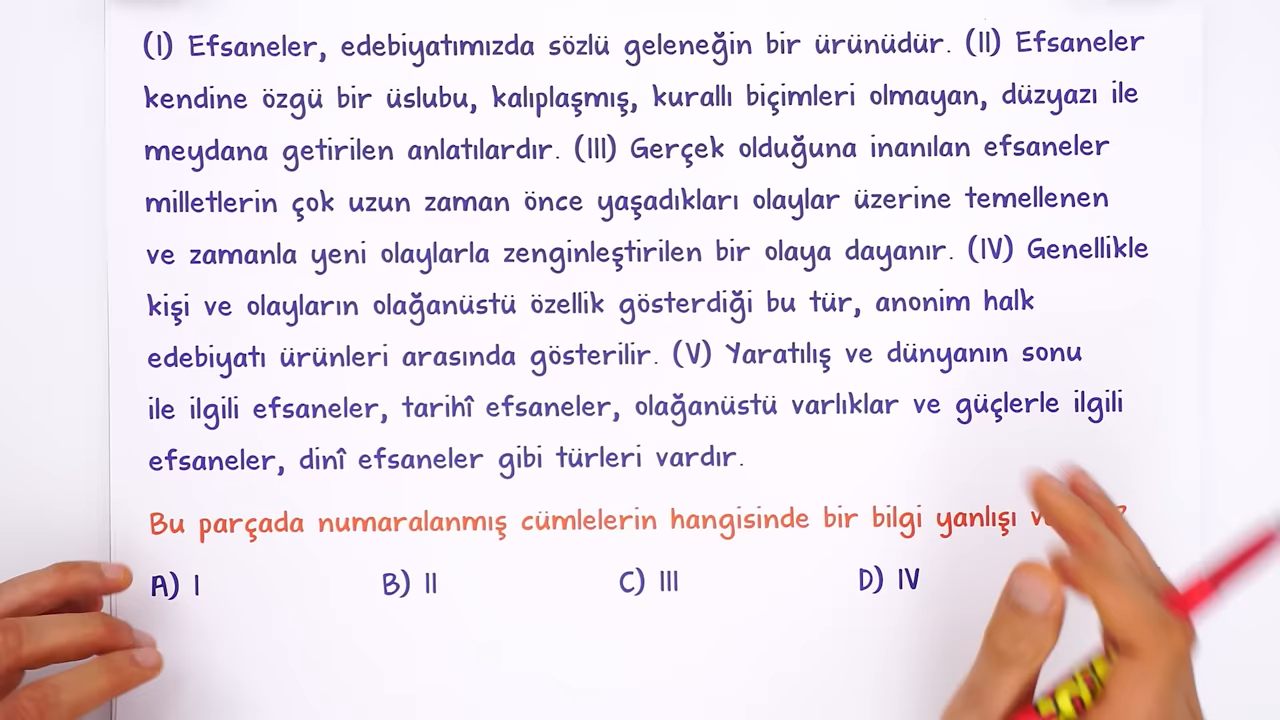 (I) Efsaneler, edebiyatımızda sözlü geleneğin bir ürünüdür. (II) Efsaneler
kendine özgü bir üslubu, kalıplaşmış, kurallı biçimleri olmayan, düzyazı ile
meydana getirilen anlatılardır. (III) Gerçek olduğuna inanılan efsaneler
milletlerin çok uzun zaman önce yaşadıkları olaylar üzerine temellenen
ve zamanla yeni olaylarla zenginleştirilen bir olaya dayanır. (IV) Genellikle
kişi ve olayların olağanüstü özellik gösterdiği bu tür, anonim halk
edebiyatı ürünleri arasında gösterilir. (V) Yaratılış ve dünyanın sonu
ile ilgili efsaneler, tarihî efsaneler, olağanüstü varlıklar ve güçlerle ilgili
efsaneler, dinî efsaneler gibi türleri vardır.
Bu parçada numaralanmış cümlelerin hangisinde bir bilgi yanlışı
A) I B) II C) III D) IV